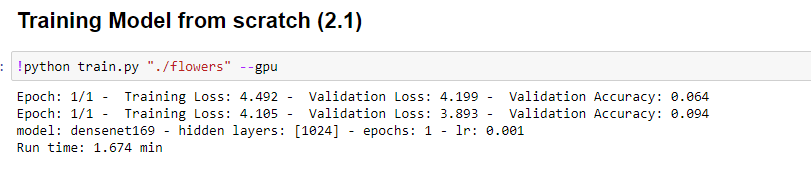 Training Model from scratch (2.1)
: !python train.py "./flowers" --gpu
Epoch: 1/1 -  Training Loss: 4.492 -  Validation Loss: 4.199 -  Validation Accuracy: 0.064
Epoch: 1/1 -  Training Loss: 4.105 -  Validation Loss: 3.893 -  Validation Accuracy: 0.094
model: densenet169 - hidden layers: [1024] - epochs: 1 - lr: 0.001
Run time: 1.674 min